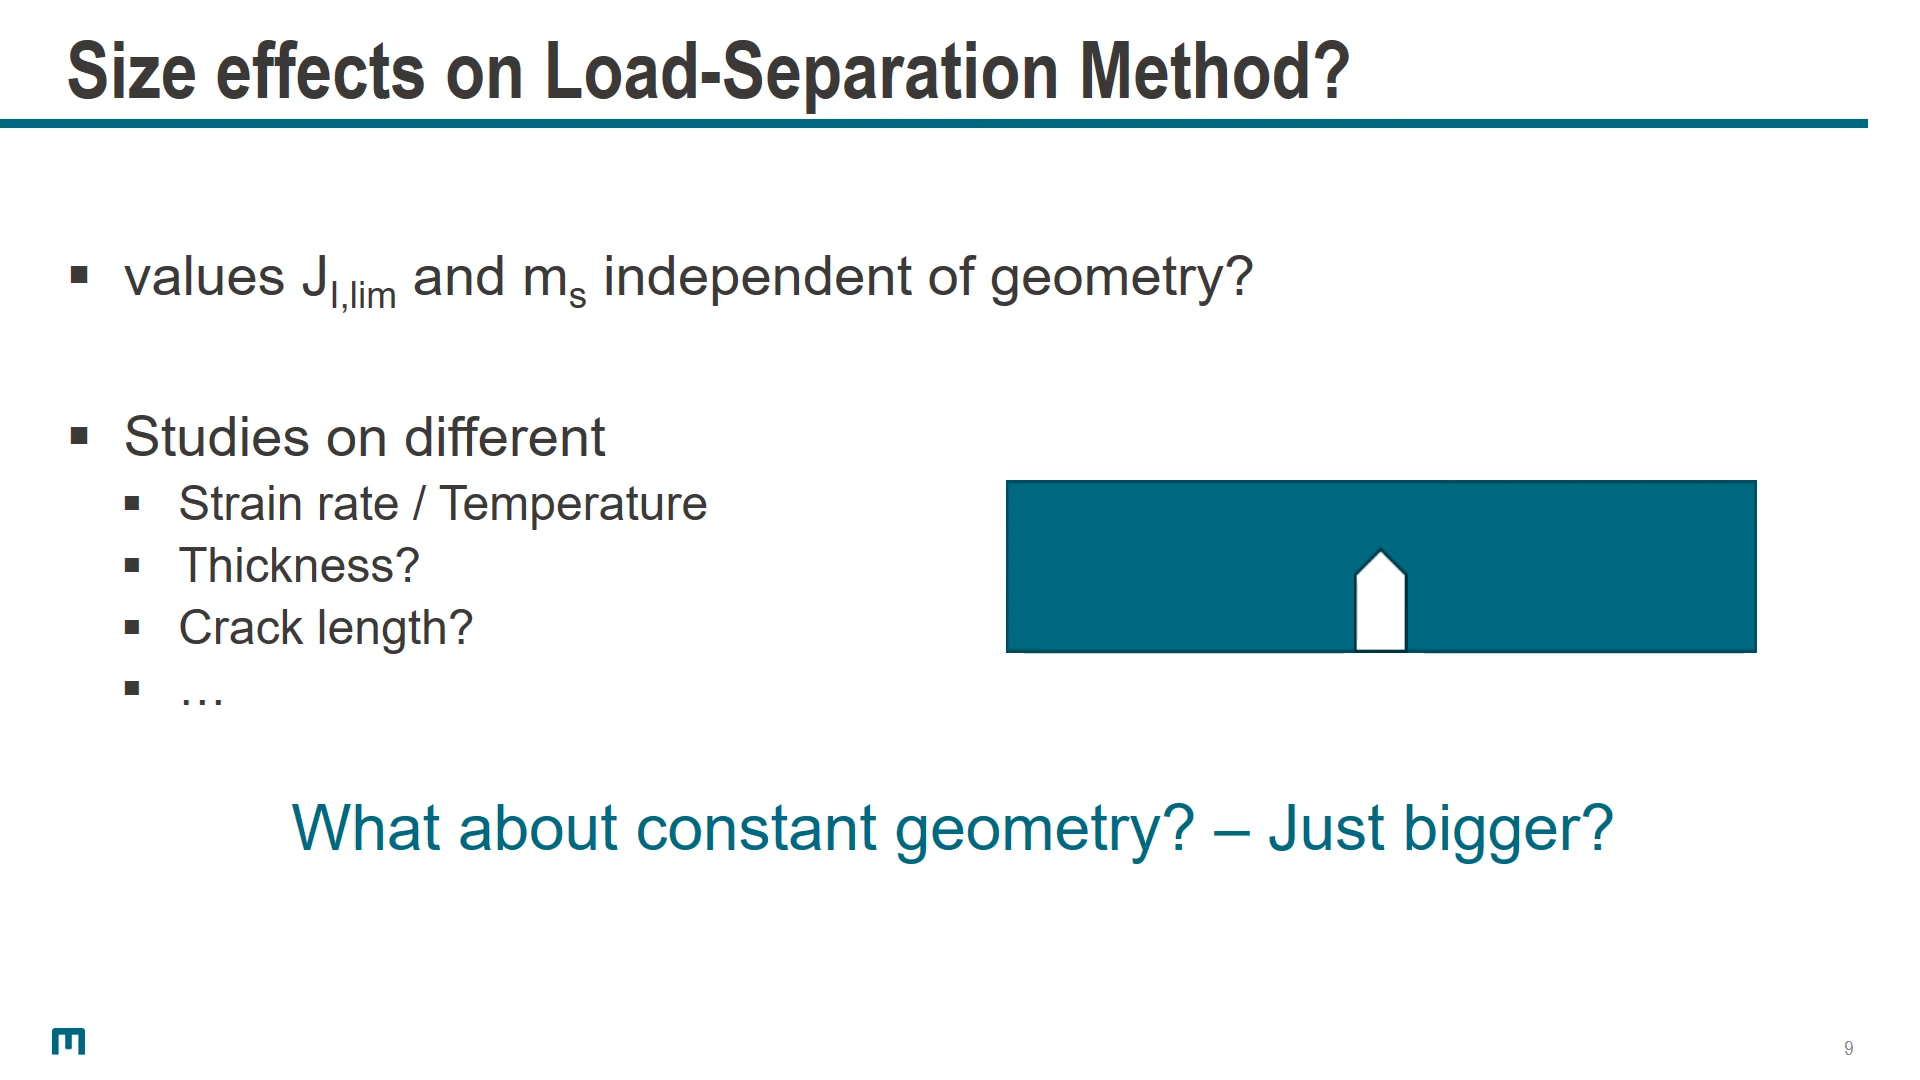 Size effects on Load-Separation Method?
▪ values J_I,lim and m_s independent of geometry?
▪ Studies on different
▪ Strain rate / Temperature
▪ Thickness?
▪ Crack length?
▪ …
What about constant geometry? – Just bigger?
9